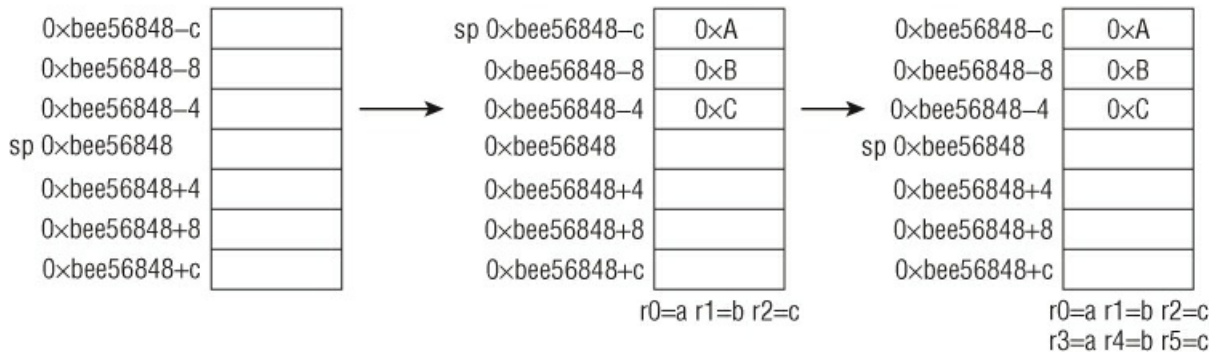 0×bee56848–c
0×bee56848–8
0×bee56848–4
sp 0×bee56848
0×bee56848+4
0×bee56848+8
0×bee56848+c
sp 0×bee56848–c 0×A
0×bee56848–8 0×B
0×bee56848–4 0×C
0×bee56848
0×bee56848+4
0×bee56848+8
0×bee56848+c
r0=a r1=b r2=c
0×bee56848–c 0×A
0×bee56848–8 0×B
0×bee56848–4 0×C
sp 0×bee56848
0×bee56848+4
0×bee56848+8
0×bee56848+c
r0=a r1=b r2=c
r3=a r4=b r5=c